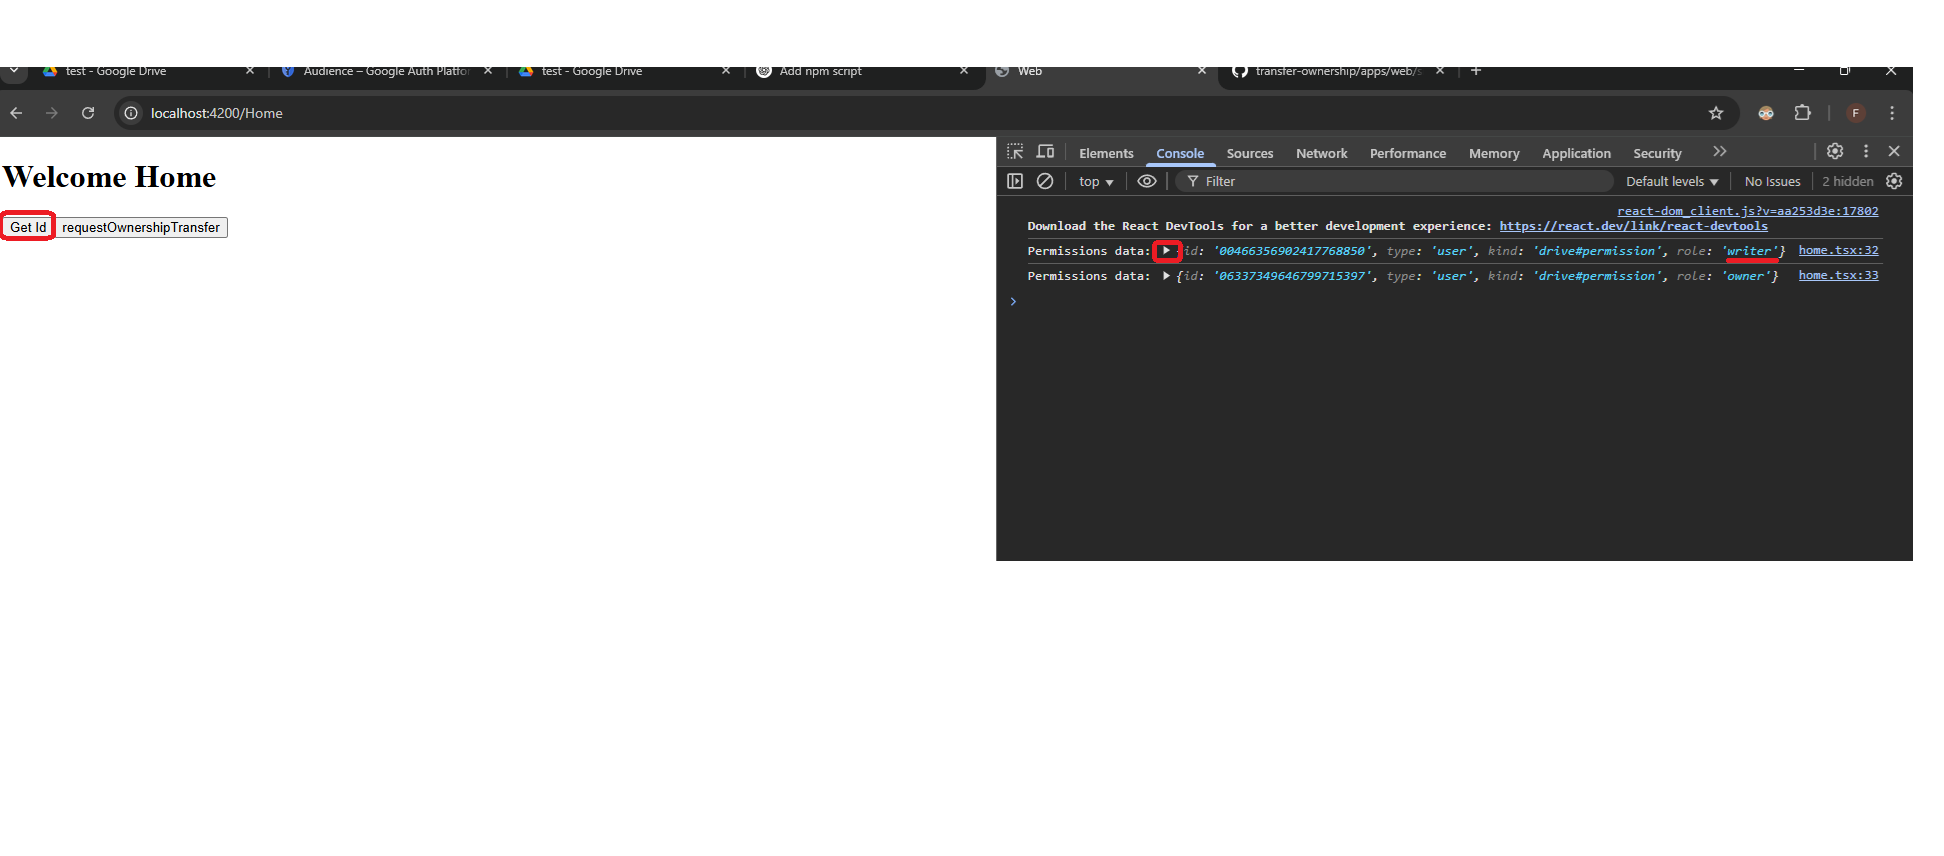 test - Google Drive
Audience – Google Auth Platfo
test - Google Drive
Add npm script
Web
transfer-ownership/apps/web/s
localhost:4200/Home
F
Welcome Home
Get Id
requestOwnershipTransfer
Elements
Console
Sources
Network
Performance
Memory
Application
Security
top
Filter
Default levels
No Issues
2 hidden
react-dom_client.js?v=aa253d3e:17802
Download the React DevTools for a better development experience: https://react.dev/link/react-devtools
Permissions data: {id: '00466356902417768850', type: 'user', kind: 'drive#permission', role: 'writer'} home.tsx:32
Permissions data: {id: '06337349646799715397', type: 'user', kind: 'drive#permission', role: 'owner'} home.tsx:33